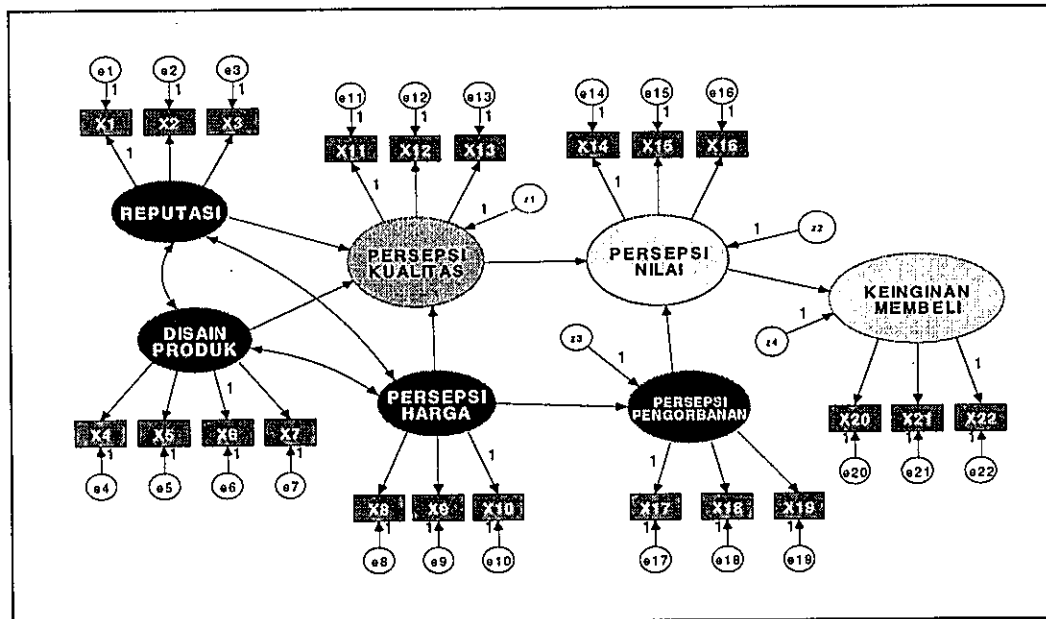 e1 e2 e3
1 1 1
X1 X2 X3
1
REPUTASI
e11 e12 e13
1 1 1
X11 X12 X13
1
1 z1
PERSEPSI
KUALITAS
e14 e15 e16
1 1 1
X14 X15 X16
1
1 z2
PERSEPSI
NILAI
KEINGINAN
MEMBELI
z4 1
DISAIN
PRODUK
1
X4 X5 X6 X7
1 1 1 1
e4 e5 e6 e7
PERSEPSI
HARGA
1
X8 X9 X10
1 1 1
e8 e9 e10
z3
1
PERSEPSI
PENGORBANAN
1
X17 X18 X19
1 1 1
e17 e18 e19
1
X20 X21 X22
1 1 1
e20 e21 e22